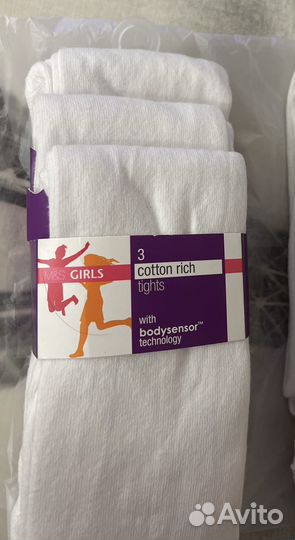 M&S GIRLS
3
cotton rich
tights
with
bodysensor™
technology
Avito